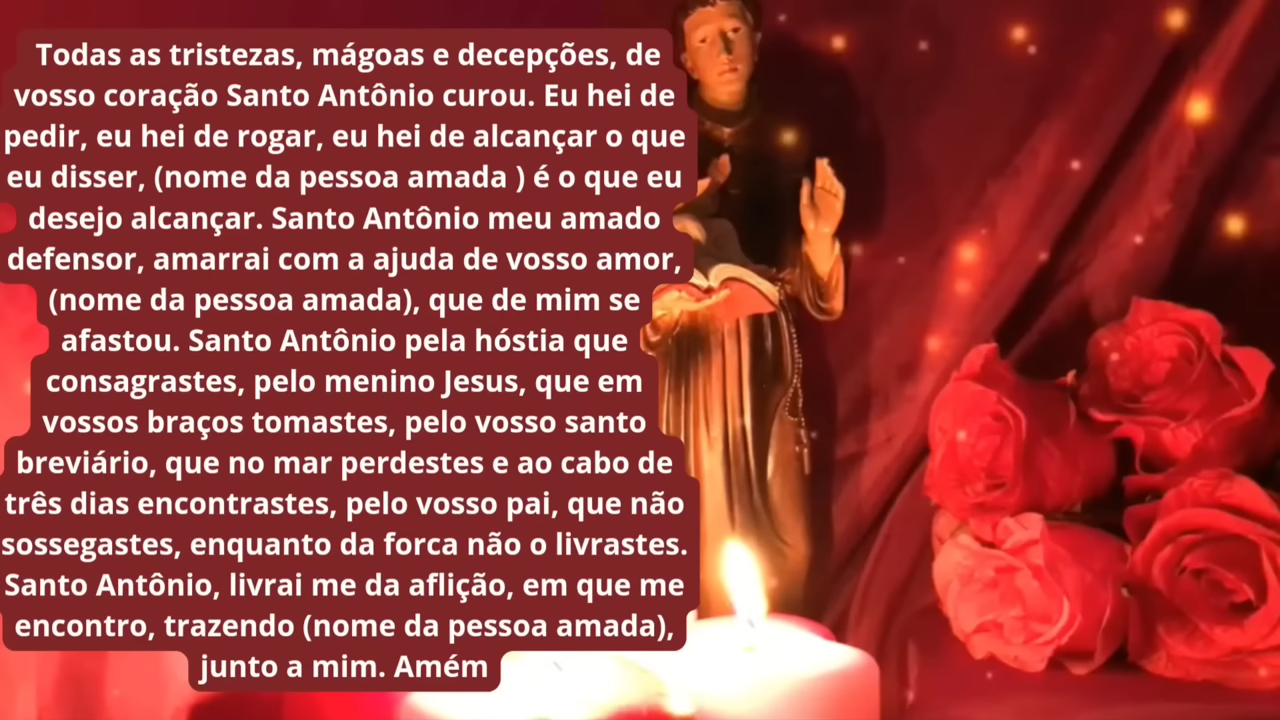 Todas as tristezas, mágoas e decepções, de
vosso coração Santo Antônio curou. Eu hei de
pedir, eu hei de rogar, eu hei de alcançar o que
eu disser, (nome da pessoa amada ) é o que eu
desejo alcançar. Santo Antônio meu amado
defensor, amarrai com a ajuda de vosso amor,
(nome da pessoa amada), que de mim se
afastou. Santo Antônio pela hóstia que
consagrastes, pelo menino Jesus, que em
vossos braços tomastes, pelo vosso santo
breviário, que no mar perdestes e ao cabo de
três dias encontrastes, pelo vosso pai, que não
sossegastes, enquanto da forca não o livrastes.
Santo Antônio, livrai me da aflição, em que me
encontro, trazendo (nome da pessoa amada),
junto a mim. Amém